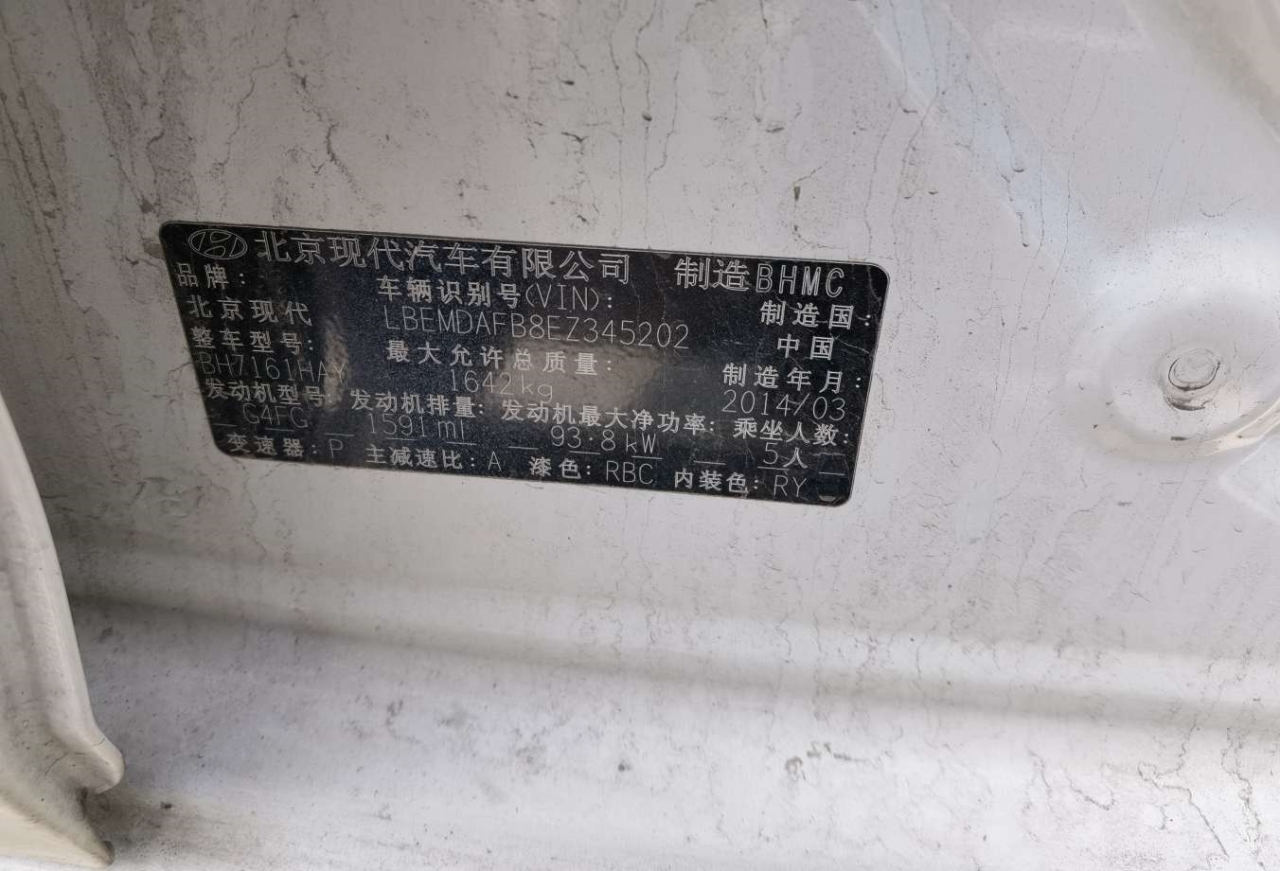 北京现代汽车有限公司 制造BHMC
品牌: 车辆识别号(VIN): 制造国:
北京现代 LBEMDAFB8EZ345202 中国
整车型号: 最大允许总质量: 制造年月:
BH7161HAY 1642kg 2014/03
发动机型号: 发动机排量: 发动机最大净功率: 乘坐人数:
G4FG 1591ml 93.8kW 5人
变速器: P 主减速比: A 漆色: RBC 内装色: RY